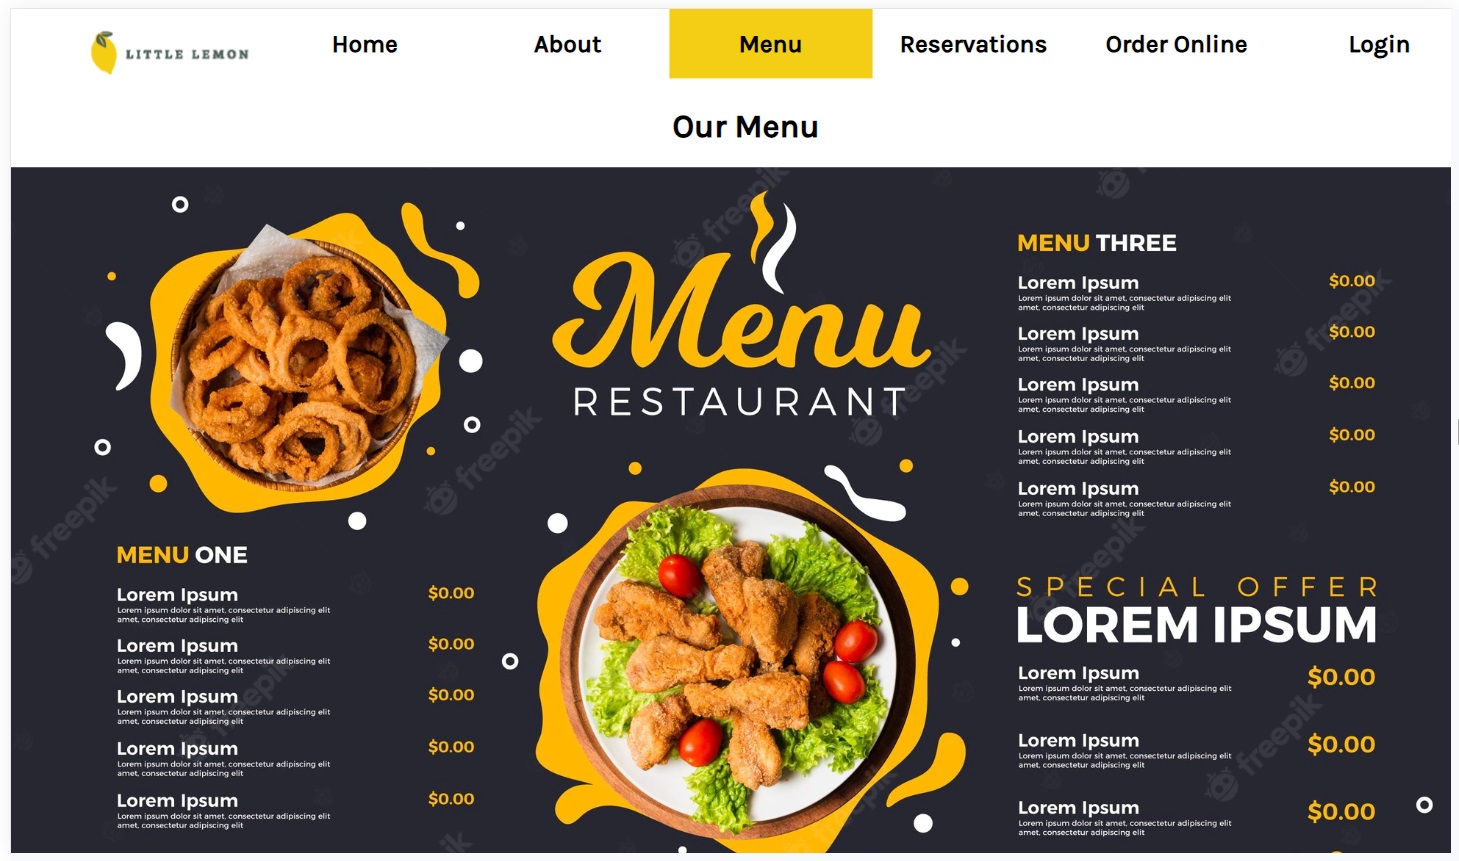 LITTLE LEMON
Home
About
Menu
Reservations
Order Online
Login
Our Menu
Menu
RESTAURANT
MENU ONE
Lorem Ipsum $0.00
Lorem ipsum dolor sit amet, consectetur adipiscing elit
amet, consectetur adipiscing elit
Lorem Ipsum $0.00
Lorem ipsum dolor sit amet, consectetur adipiscing elit
amet, consectetur adipiscing elit
Lorem Ipsum $0.00
Lorem ipsum dolor sit amet, consectetur adipiscing elit
amet, consectetur adipiscing elit
Lorem Ipsum $0.00
Lorem ipsum dolor sit amet, consectetur adipiscing elit
amet, consectetur adipiscing elit
Lorem Ipsum $0.00
Lorem ipsum dolor sit amet, consectetur adipiscing elit
amet, consectetur adipiscing elit
MENU THREE
Lorem Ipsum $0.00
Lorem ipsum dolor sit amet, consectetur adipiscing elit
amet, consectetur adipiscing elit
Lorem Ipsum $0.00
Lorem ipsum dolor sit amet, consectetur adipiscing elit
amet, consectetur adipiscing elit
Lorem Ipsum $0.00
Lorem ipsum dolor sit amet, consectetur adipiscing elit
amet, consectetur adipiscing elit
Lorem Ipsum $0.00
Lorem ipsum dolor sit amet, consectetur adipiscing elit
amet, consectetur adipiscing elit
Lorem Ipsum $0.00
Lorem ipsum dolor sit amet, consectetur adipiscing elit
amet, consectetur adipiscing elit
SPECIAL OFFER
LOREM IPSUM
Lorem Ipsum $0.00
Lorem ipsum dolor sit amet, consectetur adipiscing elit
amet, consectetur adipiscing elit
Lorem Ipsum $0.00
Lorem ipsum dolor sit amet, consectetur adipiscing elit
amet, consectetur adipiscing elit
Lorem Ipsum $0.00
Lorem ipsum dolor sit amet, consectetur adipiscing elit
amet, consectetur adipiscing elit
freepik
freepik
freepik
freepik
freepik
freepik
freepik
freepik